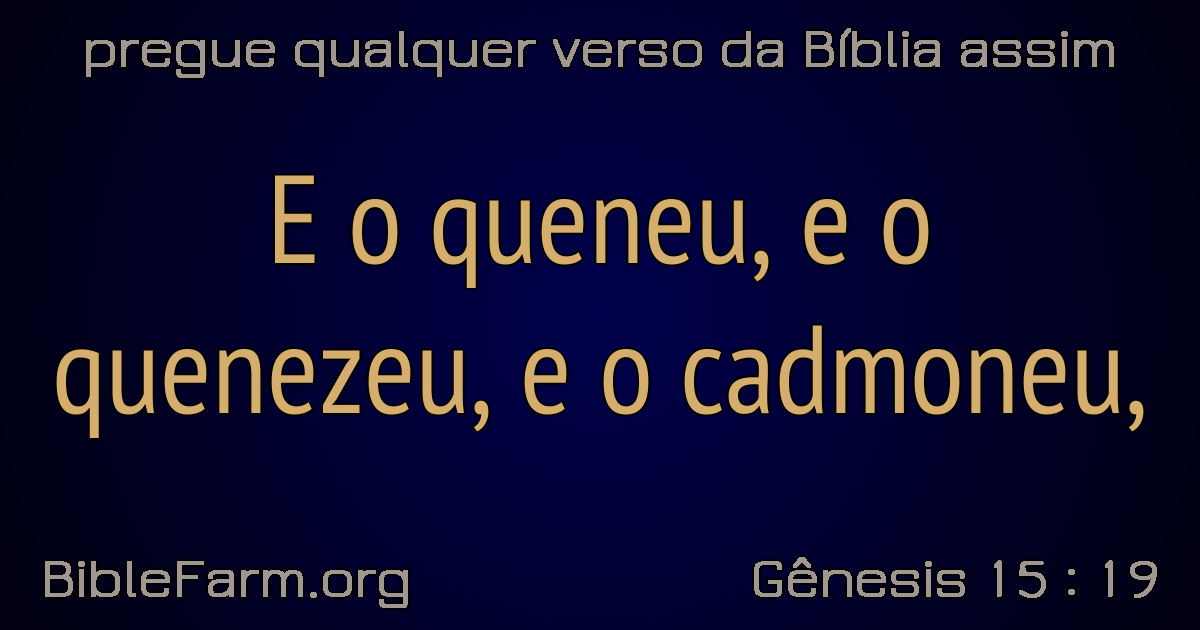 pregue qualquer verso da Bíblia assim
E o queneu, e o
quenezeu, e o cadmoneu,
BibleFarm.org
Gênesis 15 : 19